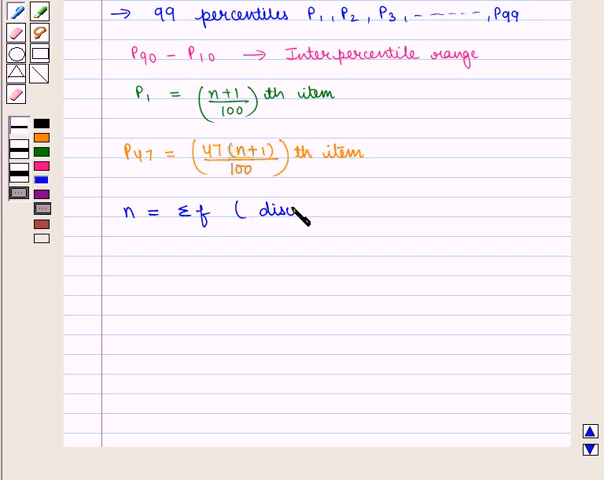 → 99 percentiles P₁, P₂, P₃, -------, P₉₉
P₉₀ - P₁₀ → Interpercentile range
P₁ = ((n+1)/100) th item
P₄₇ = (47(n+1)/100) th item
n = Σf ( disc